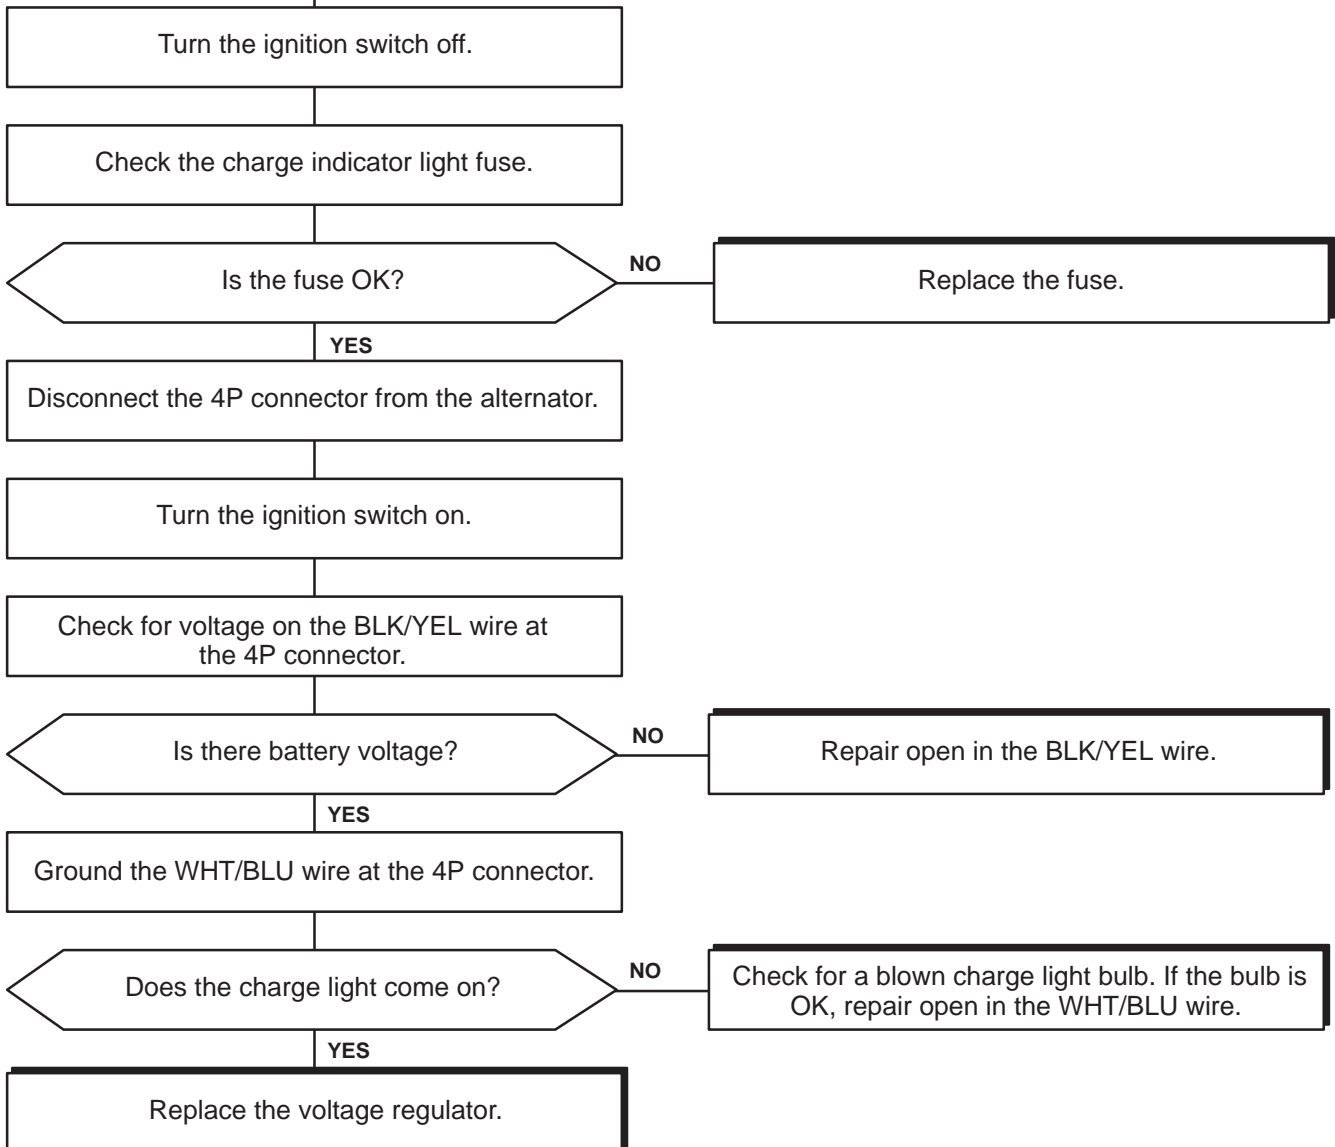 Turn the ignition switch off.
Check the charge indicator light fuse.
Is the fuse OK?
NO
Replace the fuse.
YES
Disconnect the 4P connector from the alternator.
Turn the ignition switch on.
Check for voltage on the BLK/YEL wire at
the 4P connector.
Is there battery voltage?
NO
Repair open in the BLK/YEL wire.
YES
Ground the WHT/BLU wire at the 4P connector.
Does the charge light come on?
NO
Check for a blown charge light bulb. If the bulb is
OK, repair open in the WHT/BLU wire.
YES
Replace the voltage regulator.